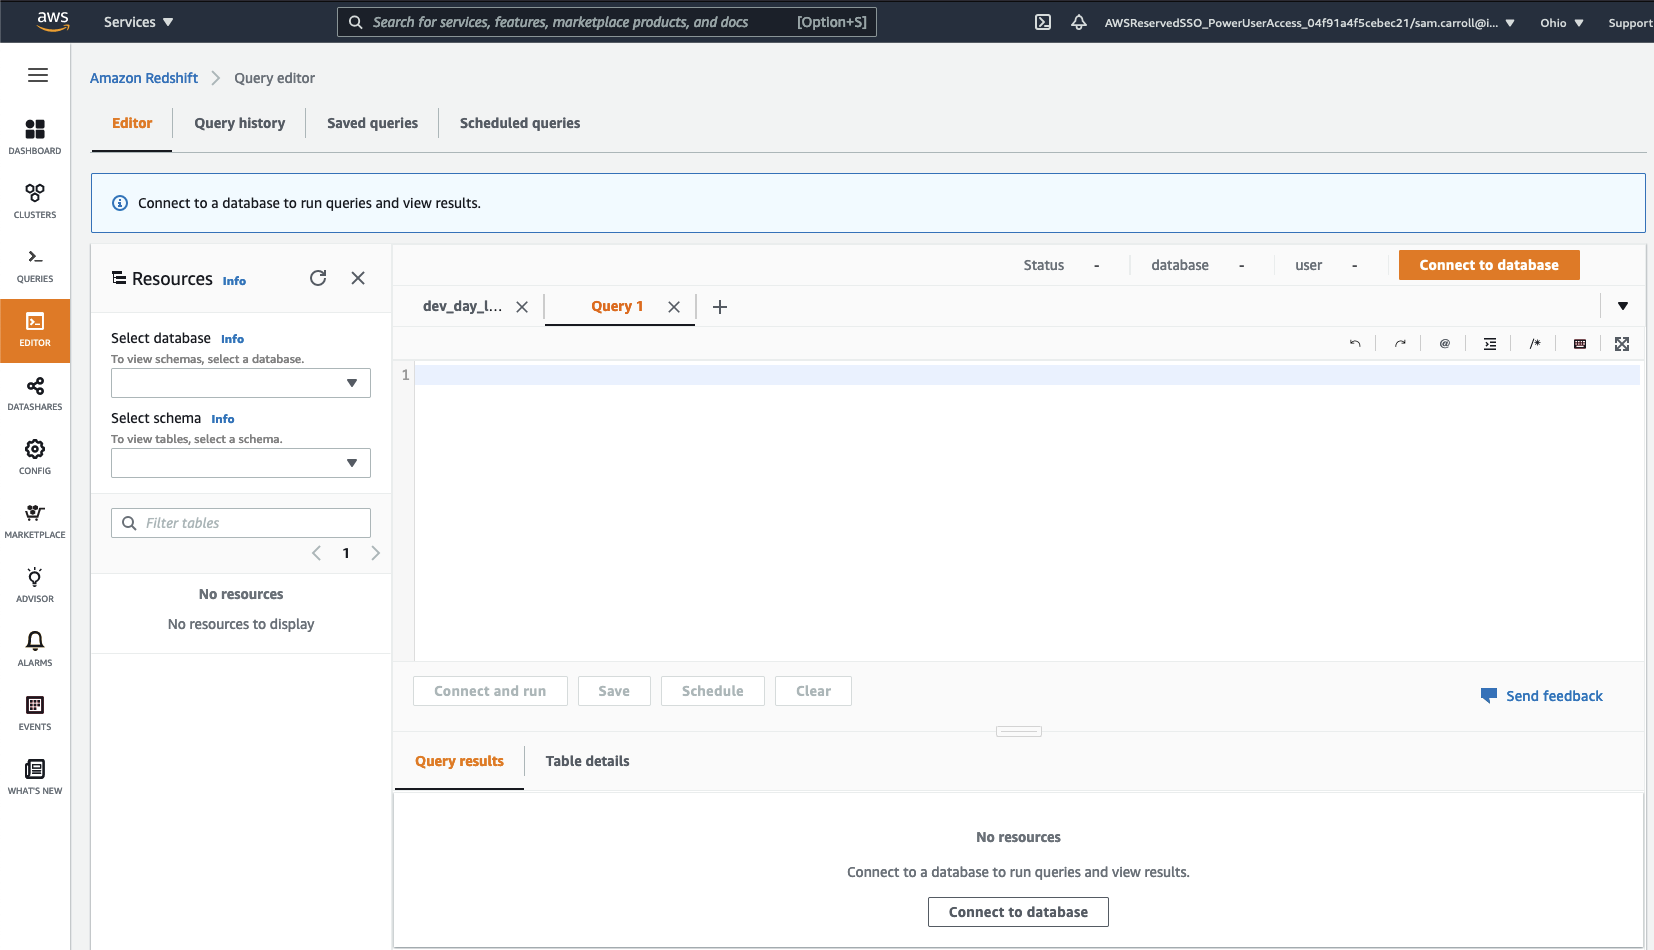 aws
Services ▼
Search for services, features, marketplace products, and docs [Option+S]
AWSReservedSSO_PowerUserAccess_04f91a4f5cebec21/sam.carroll@i... ▼
Ohio ▼
Support
Amazon Redshift > Query editor
Editor
Query history
Saved queries
Scheduled queries
DASHBOARD
CLUSTERS
QUERIES
EDITOR
DATASHARES
CONFIG
MARKETPLACE
ADVISOR
ALARMS
EVENTS
WHAT'S NEW
Connect to a database to run queries and view results.
Resources Info
Select database Info
To view schemas, select a database.
Select schema Info
To view tables, select a schema.
Filter tables
1
No resources
No resources to display
Status -
database -
user -
Connect to database
dev_day_l...
Query 1
@
/*
1
Connect and run
Save
Schedule
Clear
Send feedback
Query results
Table details
No resources
Connect to a database to run queries and view results.
Connect to database